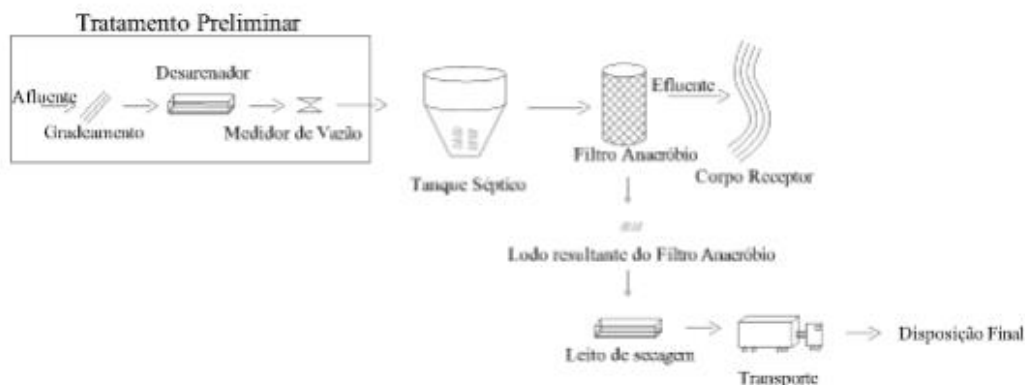 Tratamento Preliminar
Desarenador
Afluente
Gradeamento
Medidor de Vazão
Tanque Séptico
Filtro Anaeróbio
Efluente
Corpo Receptor
Lodo resultante do Filtro Anaeróbio
Leito de secagem
Transporte
Disposição Final